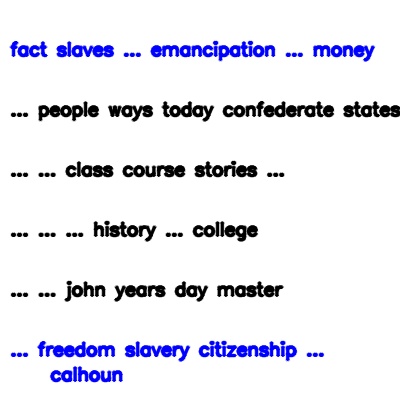 fact slaves ... emancipation ... money
... people ways today confederate states
... ... class course stories ...
... ... ... history ... college
... ... john years day master
... freedom slavery citizenship ...
calhoun